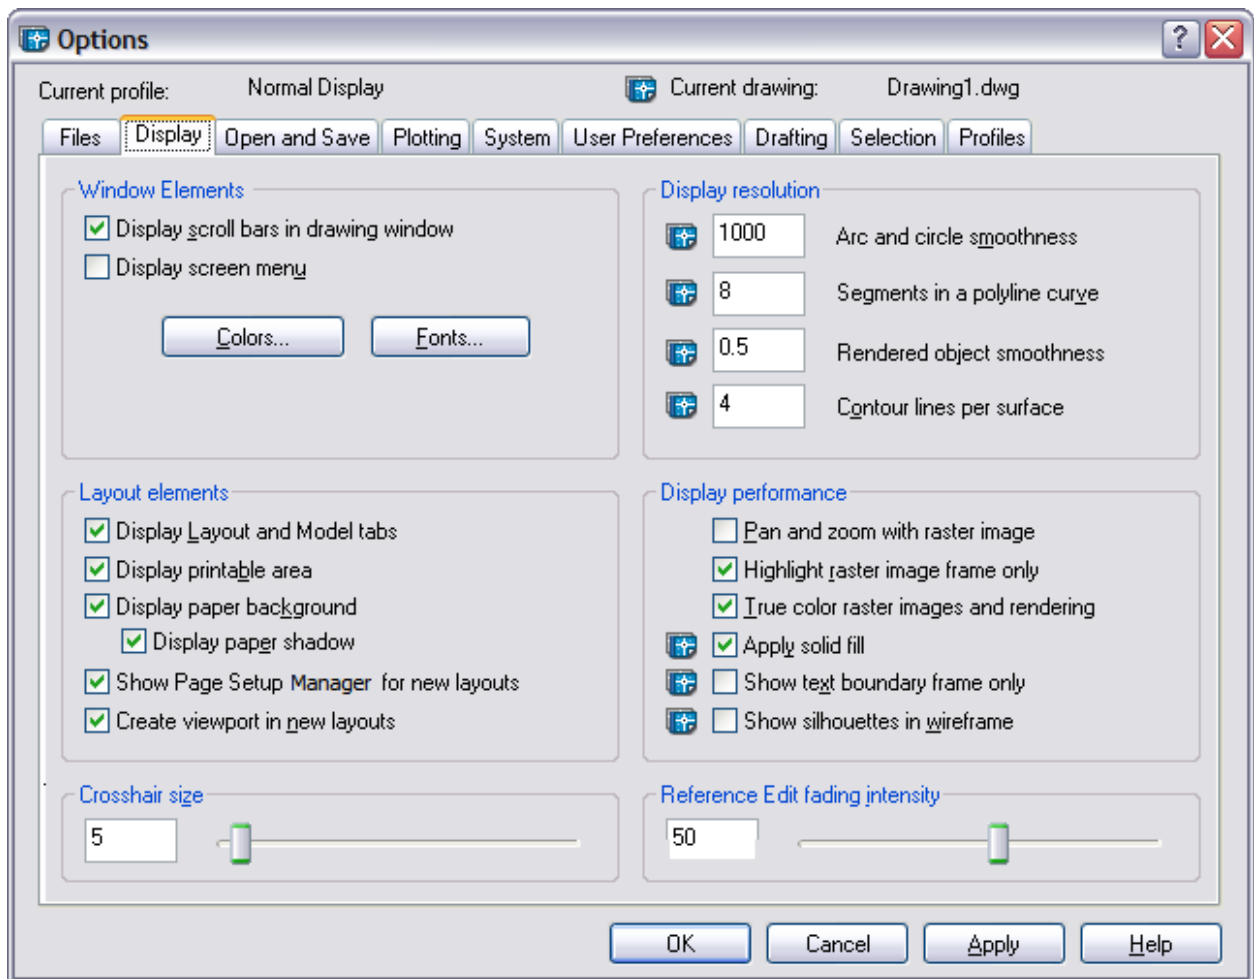 Options
Current profile: Normal Display Current drawing: Drawing1.dwg
Files Display Open and Save Plotting System User Preferences Drafting Selection Profiles
Window Elements
Display scroll bars in drawing window
Display screen menu
Colors... Fonts...
Display resolution
1000 Arc and circle smoothness
8 Segments in a polyline curve
0.5 Rendered object smoothness
4 Contour lines per surface
Layout elements
Display Layout and Model tabs
Display printable area
Display paper background
Display paper shadow
Show Page Setup Manager for new layouts
Create viewport in new layouts
Display performance
Pan and zoom with raster image
Highlight raster image frame only
True color raster images and rendering
Apply solid fill
Show text boundary frame only
Show silhouettes in wireframe
Crosshair size
5
Reference Edit fading intensity
50
OK Cancel Apply Help